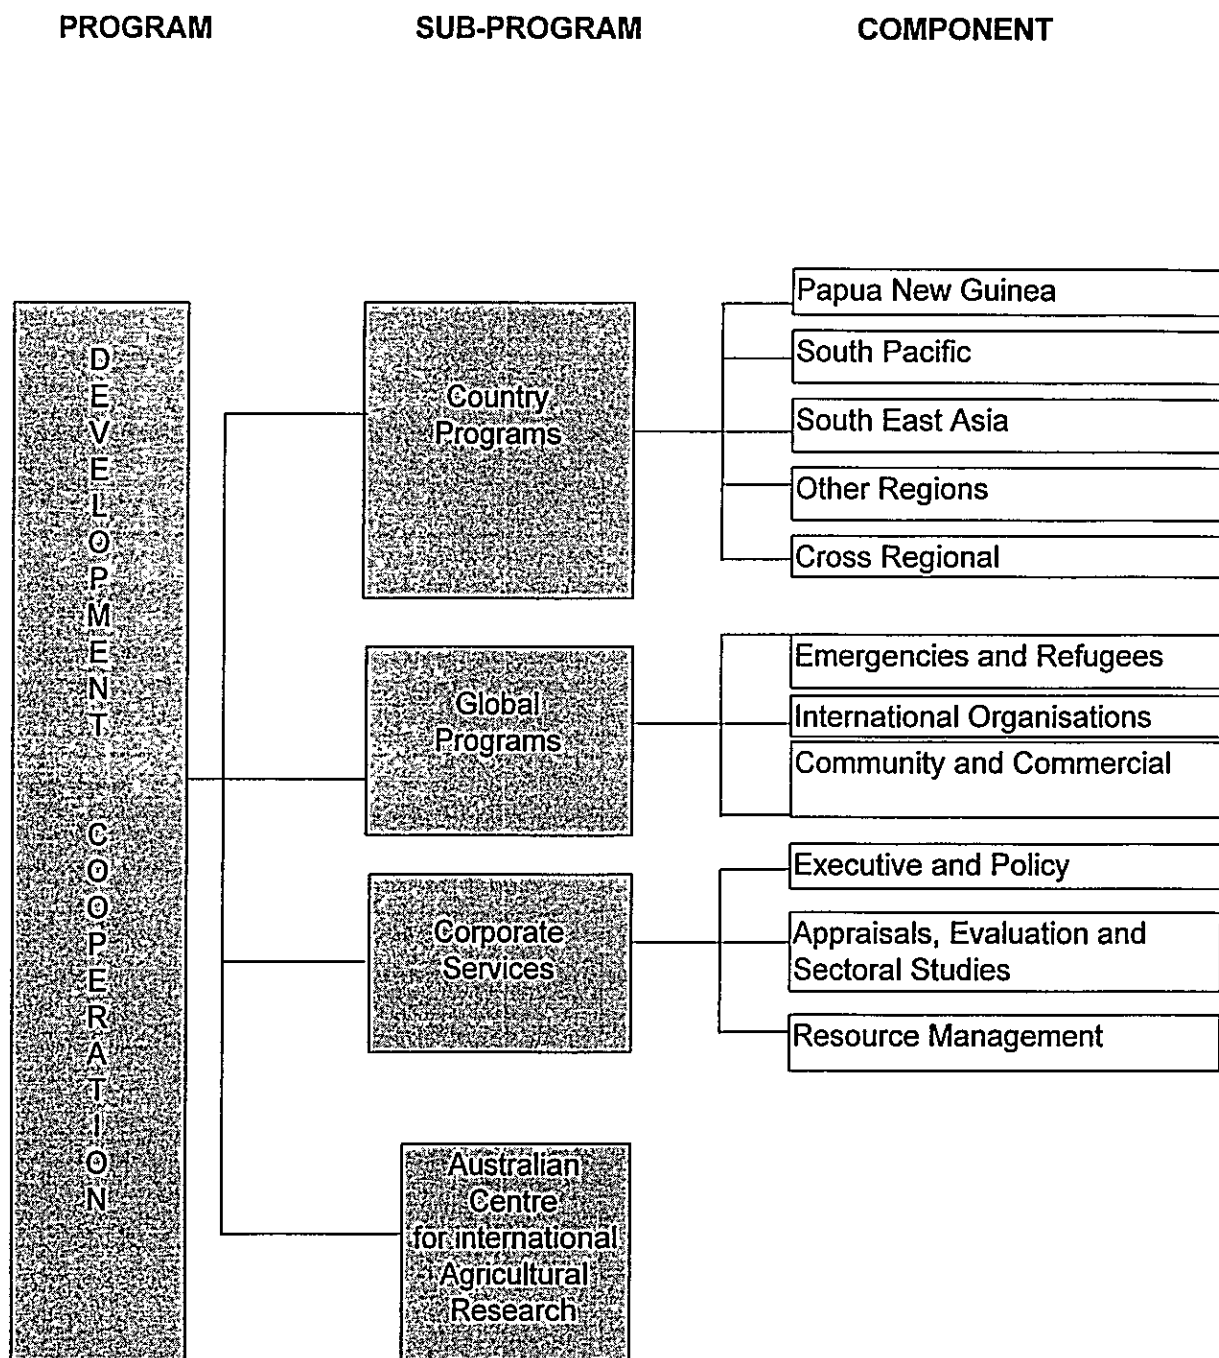 PROGRAM SUB-PROGRAM COMPONENT
DEVELOPMENT COOPERATION
Country
Programs
Papua New Guinea
South Pacific
South East Asia
Other Regions
Cross Regional
Global
Programs
Emergencies and Refugees
International Organisations
Community and Commercial
Corporate
Services
Executive and Policy
Appraisals, Evaluation and
Sectoral Studies
Resource Management
Australian
Centre
for international
Agricultural
Research